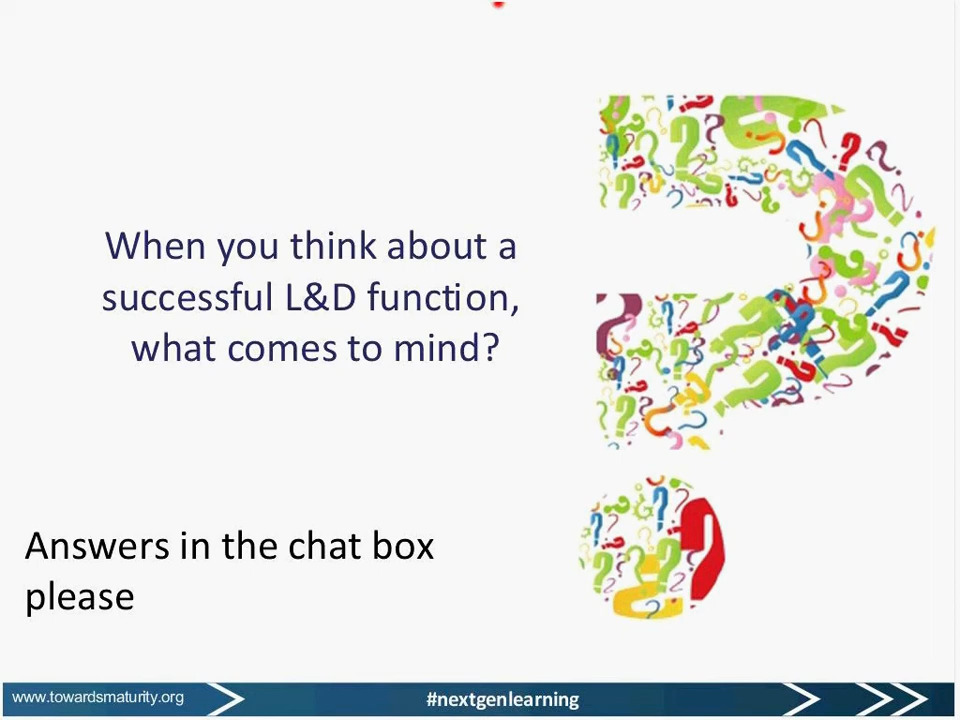 When you think about a
successful L&D function,
what comes to mind?
Answers in the chat box
please
www.towardsmaturity.org
#nextgenlearning